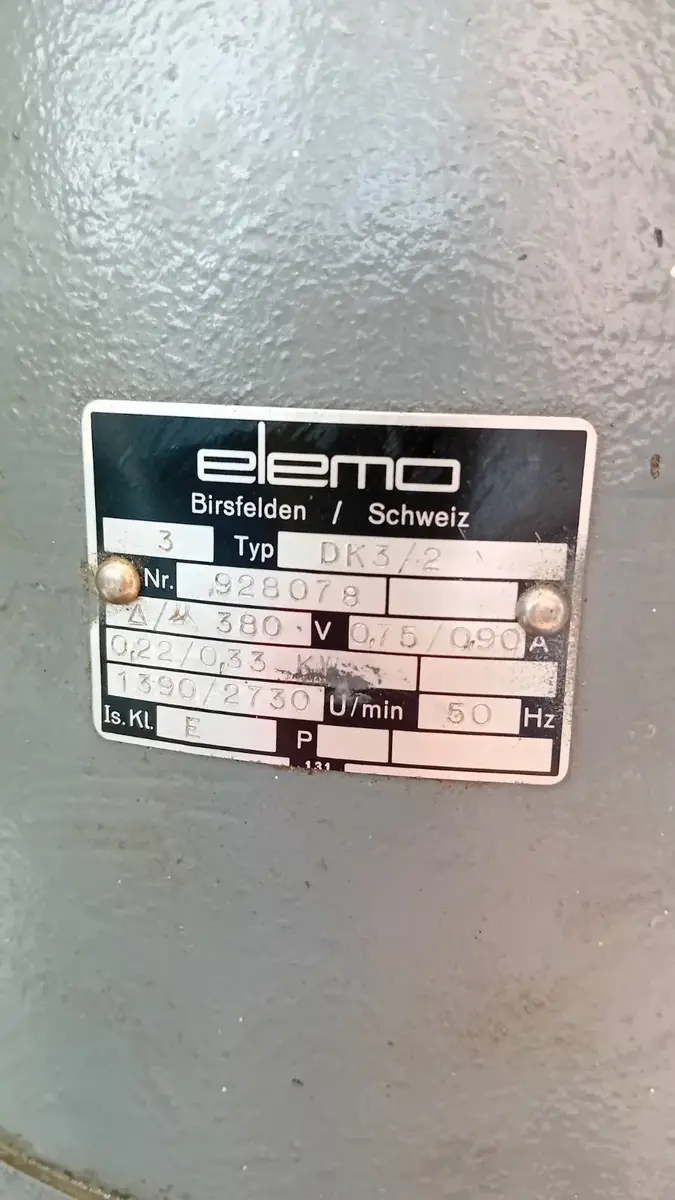 elemo
Birsfelden / Schweiz
3 Typ DK3/2
Nr. 928078
Δ/YY 380 V 0,75/0,90 A
0,22/0,33 KW
1390/2730 U/min 50 Hz
Is.Kl. E P
131